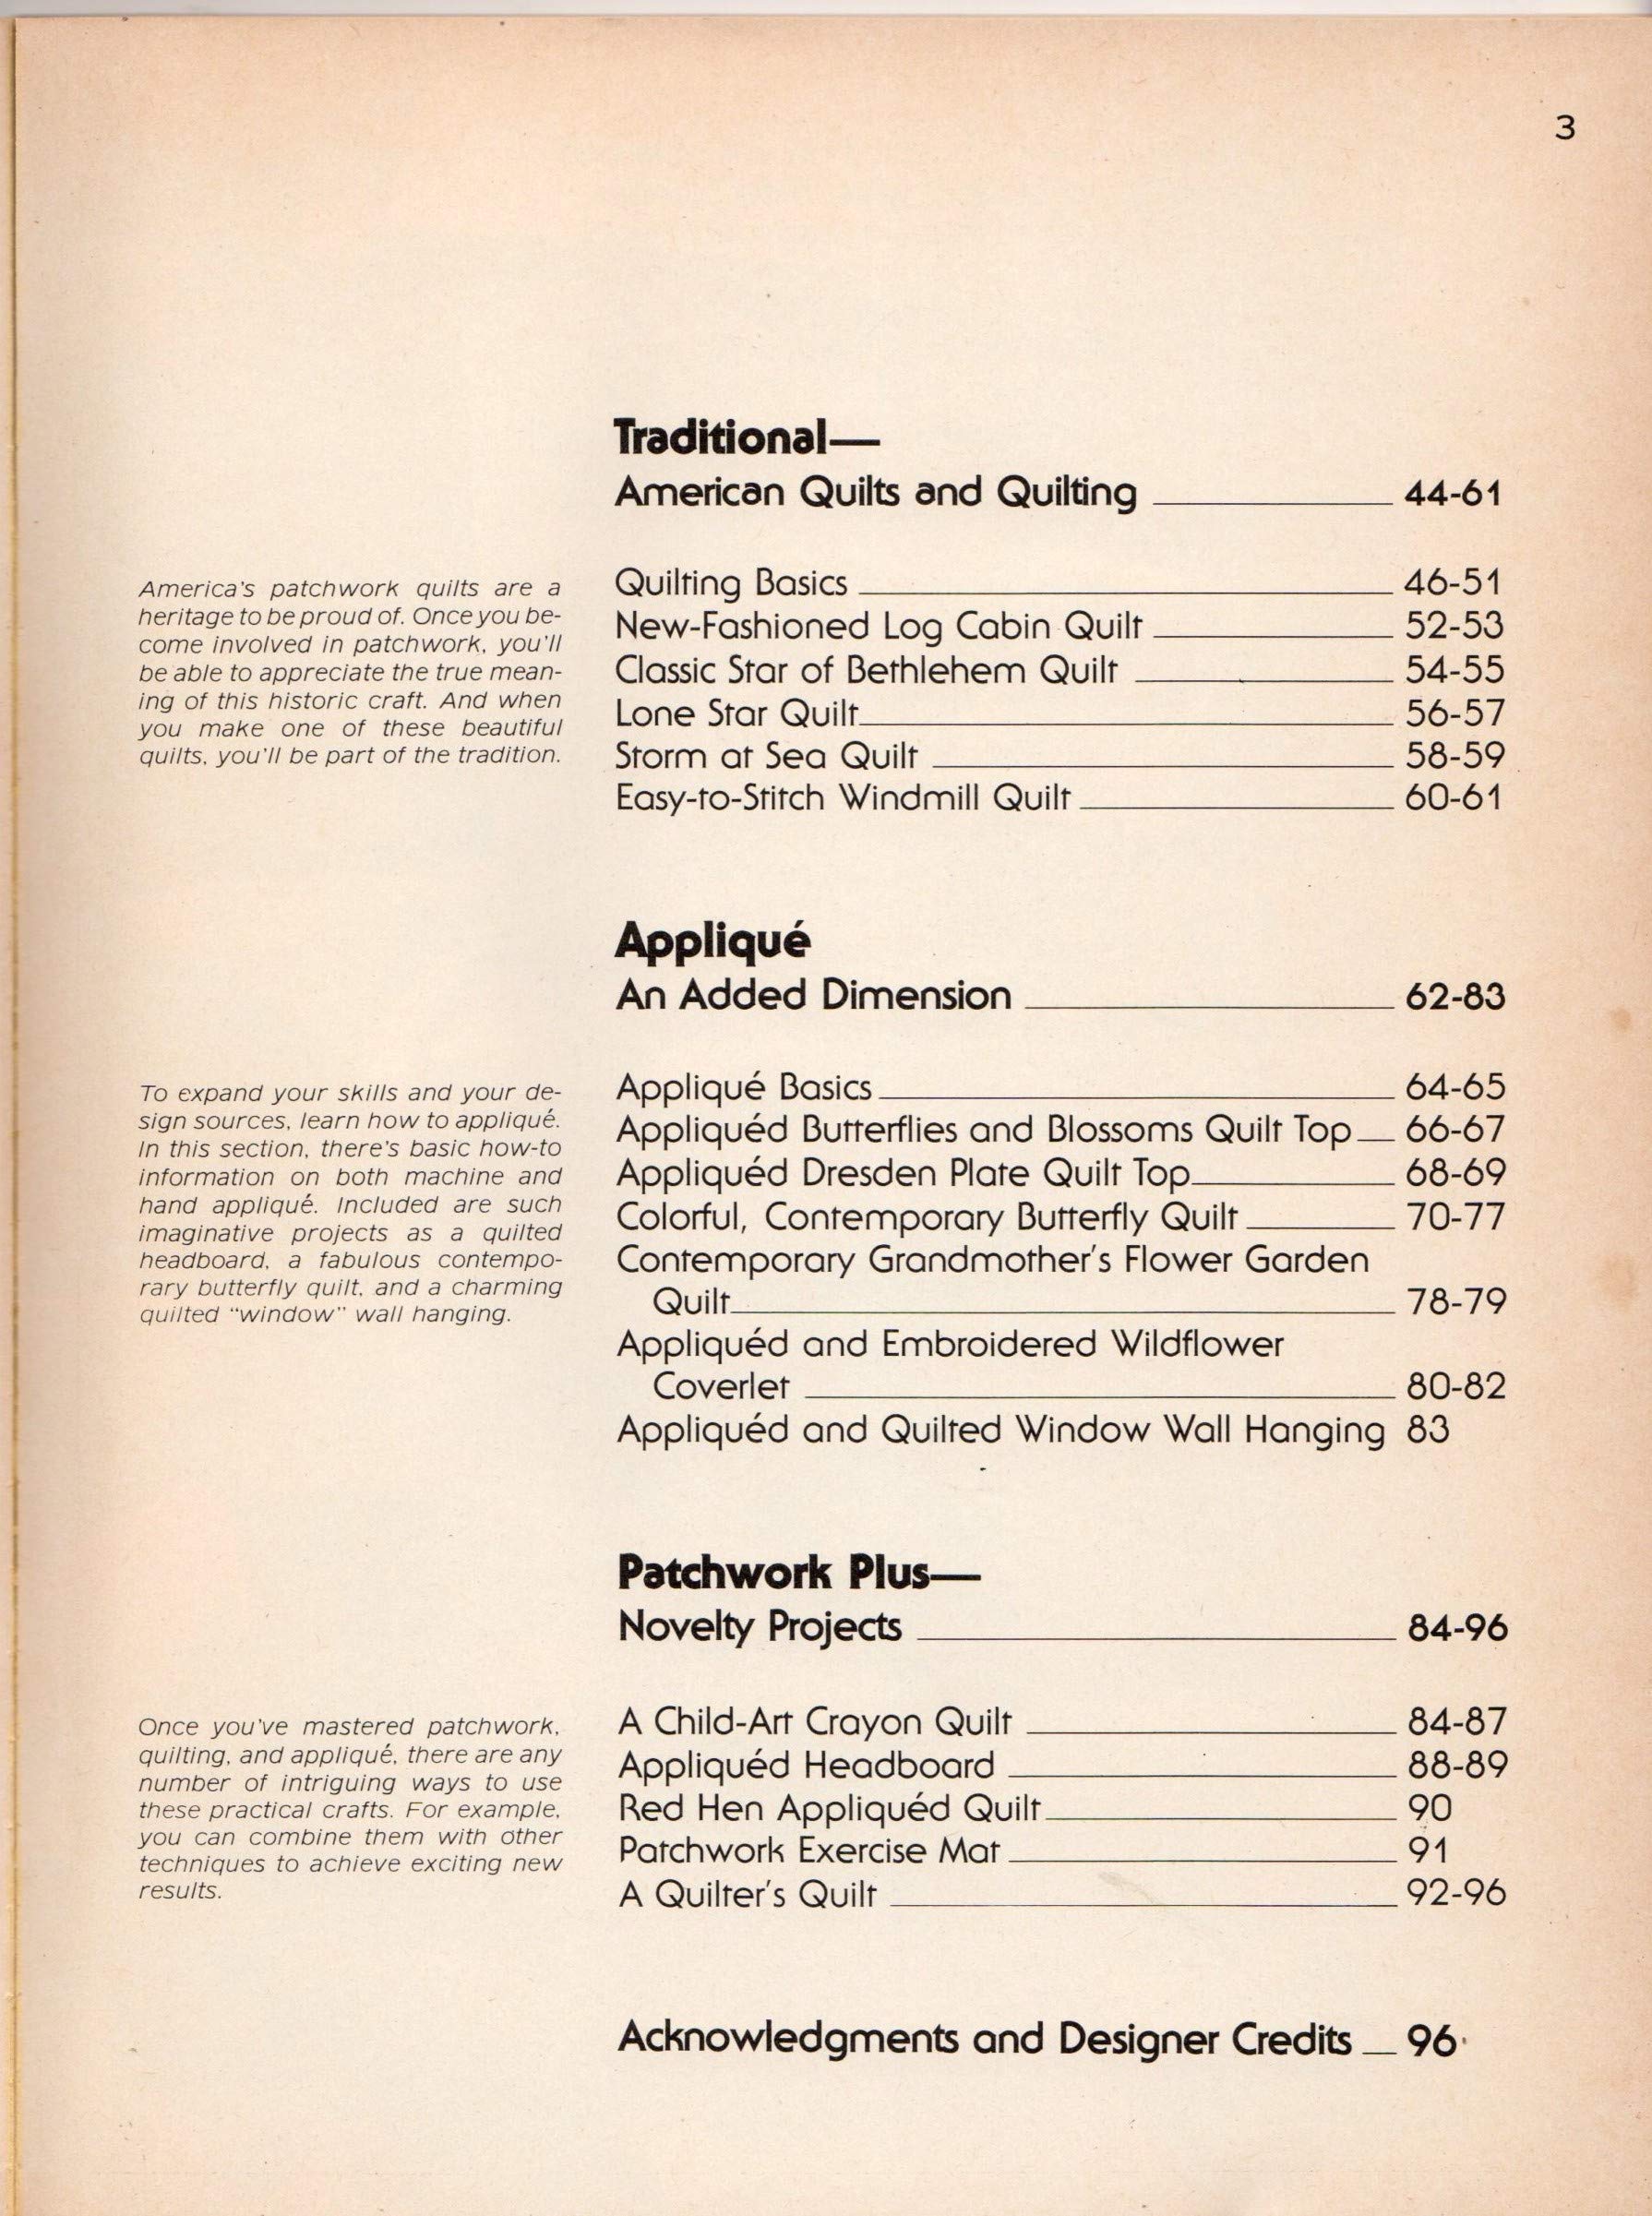 3
Traditional—
American Quilts and Quilting 44-61
America's patchwork quilts are a
heritage to be proud of. Once you be-
come involved in patchwork, you'll
be able to appreciate the true mean-
ing of this historic craft. And when
you make one of these beautiful
quilts, you'll be part of the tradition.
Quilting Basics 46-51
New-Fashioned Log Cabin Quilt 52-53
Classic Star of Bethlehem Quilt 54-55
Lone Star Quilt 56-57
Storm at Sea Quilt 58-59
Easy-to-Stitch Windmill Quilt 60-61
Appliqué
An Added Dimension 62-83
To expand your skills and your de-
sign sources, learn how to appliqué.
In this section, there's basic how-to
information on both machine and
hand appliqué. Included are such
imaginative projects as a quilted
headboard, a fabulous contempo-
rary butterfly quilt, and a charming
quilted "window" wall hanging.
Appliqué Basics 64-65
Appliquéd Butterflies and Blossoms Quilt Top 66-67
Appliquéd Dresden Plate Quilt Top 68-69
Colorful, Contemporary Butterfly Quilt 70-77
Contemporary Grandmother's Flower Garden
Quilt 78-79
Appliquéd and Embroidered Wildflower
Coverlet 80-82
Appliquéd and Quilted Window Wall Hanging 83
Patchwork Plus—
Novelty Projects 84-96
Once you've mastered patchwork,
quilting, and appliqué, there are any
number of intriguing ways to use
these practical crafts. For example,
you can combine them with other
techniques to achieve exciting new
results.
A Child-Art Crayon Quilt 84-87
Appliquéd Headboard 88-89
Red Hen Appliquéd Quilt 90
Patchwork Exercise Mat 91
A Quilter's Quilt 92-96
Acknowledgments and Designer Credits 96